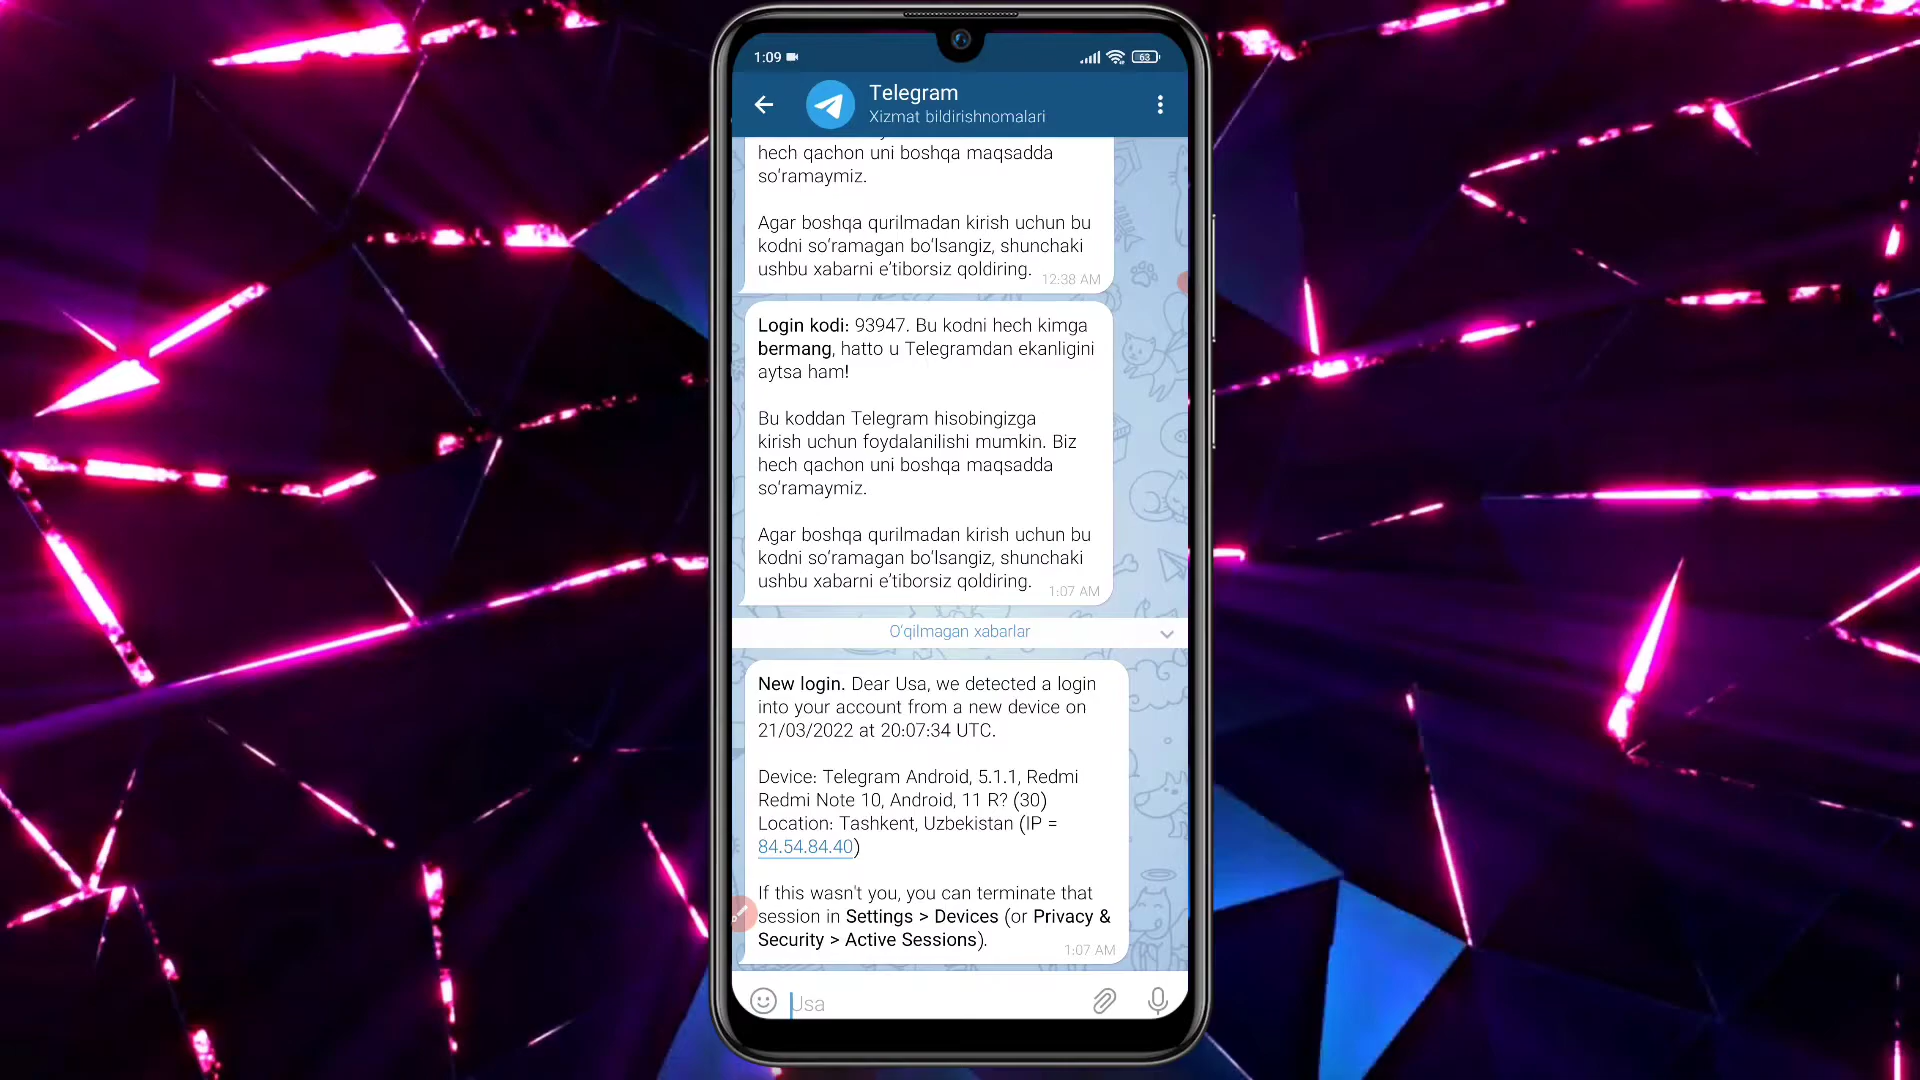 1:09
63
Telegram
Xizmat bildirishnomalari
hech qachon uni boshqa maqsadda
so‘ramaymiz.
Agar boshqa qurilmadan kirish uchun bu
kodni so‘ramagan bo‘lsangiz, shunchaki
ushbu xabarni e’tiborsiz qoldiring.
12:38 AM
Login kodi: 93947. Bu kodni hech kimga
bermang, hatto u Telegramdan ekanligini
aytsa ham!
Bu koddan Telegram hisobingizga
kirish uchun foydalanilishi mumkin. Biz
hech qachon uni boshqa maqsadda
so‘ramaymiz.
Agar boshqa qurilmadan kirish uchun bu
kodni so‘ramagan bo‘lsangiz, shunchaki
ushbu xabarni e’tiborsiz qoldiring.
1:07 AM
O‘qilmagan xabarlar
New login. Dear Usa, we detected a login
into your account from a new device on
21/03/2022 at 20:07:34 UTC.
Device: Telegram Android, 5.1.1, Redmi
Redmi Note 10, Android, 11 R? (30)
Location: Tashkent, Uzbekistan (IP =
84.54.84.40)
If this wasn't you, you can terminate that
session in Settings > Devices (or Privacy &
Security > Active Sessions).
1:07 AM
Usa